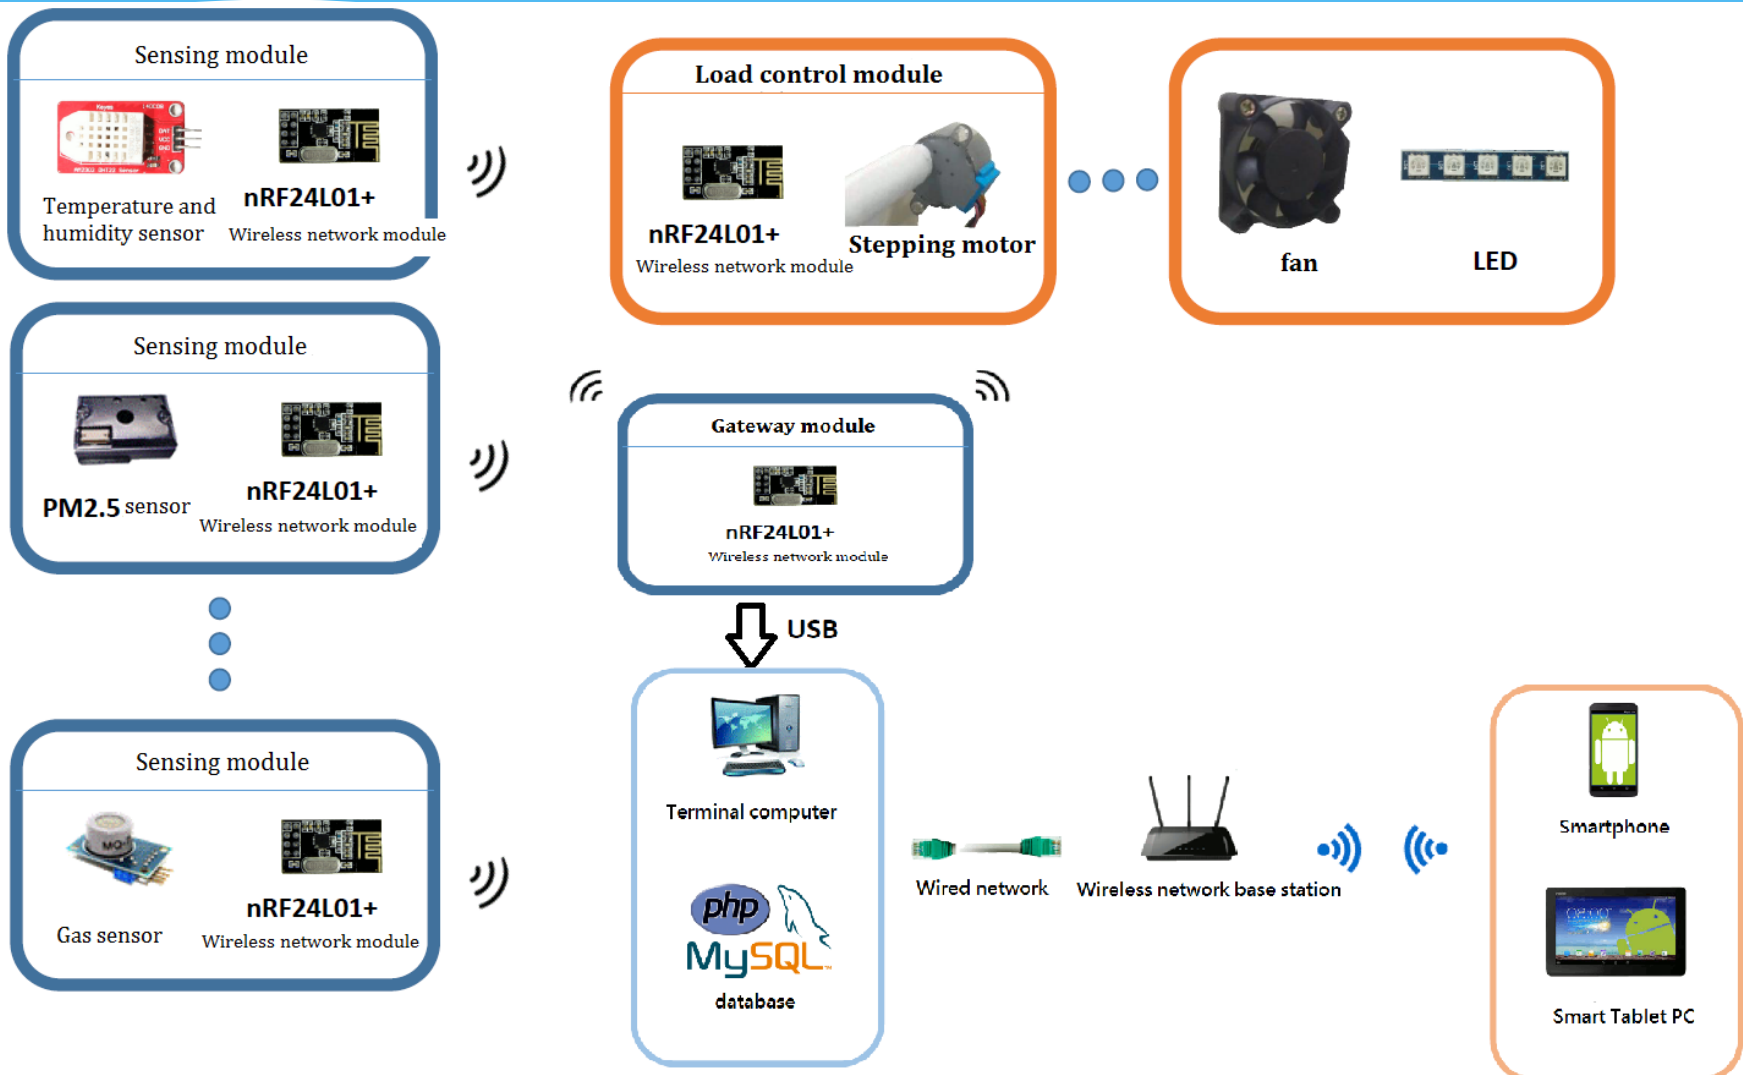 Sensing module
Temperature and
humidity sensor
nRF24L01+
Wireless network module
Load control module
nRF24L01+
Wireless network module
Stepping motor
fan
LED
Sensing module
PM2.5 sensor
nRF24L01+
Wireless network module
Gateway module
nRF24L01+
Wireless network module
USB
Sensing module
MQ-
Gas sensor
nRF24L01+
Wireless network module
Terminal computer
php
MySQL
database
Wired network
Wireless network base station
Smartphone
08:00
Smart Tablet PC